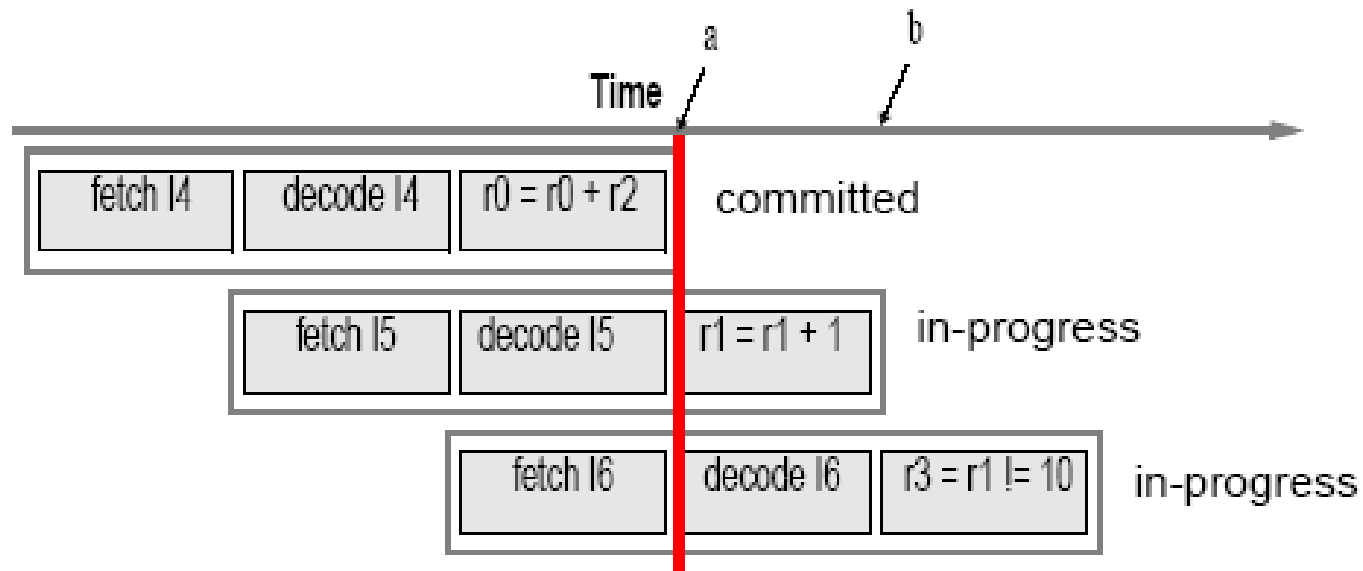 a
b
Time
fetch I4
decode I4
r0 = r0 + r2
committed
fetch I5
decode I5
r1 = r1 + 1
in-progress
fetch I6
decode I6
r3 = r1 != 10
in-progress